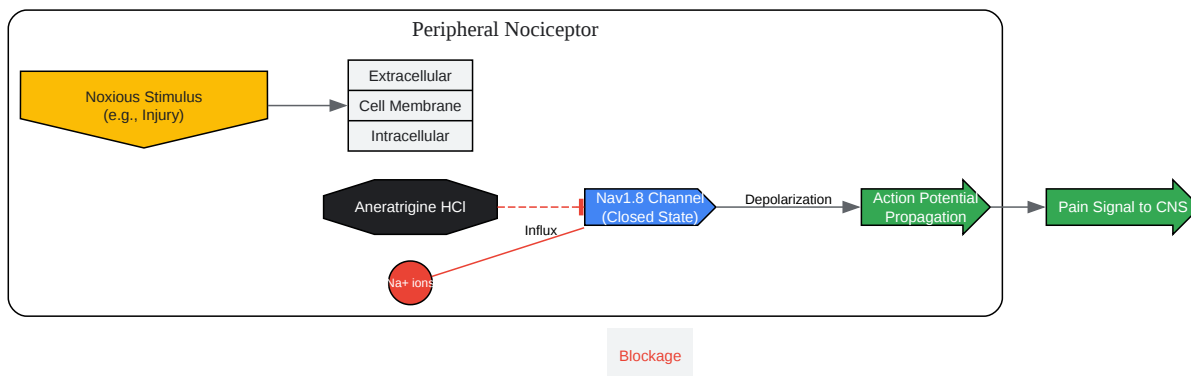 Peripheral Nociceptor
Noxious Stimulus
(e.g., Injury)
Extracellular
Cell Membrane
Intracellular
Aneratrigine HCl
Nav1.8 Channel
(Closed State)
Depolarization
Action Potential
Propagation
Pain Signal to CNS
Influx
Na+ ions
Blockage